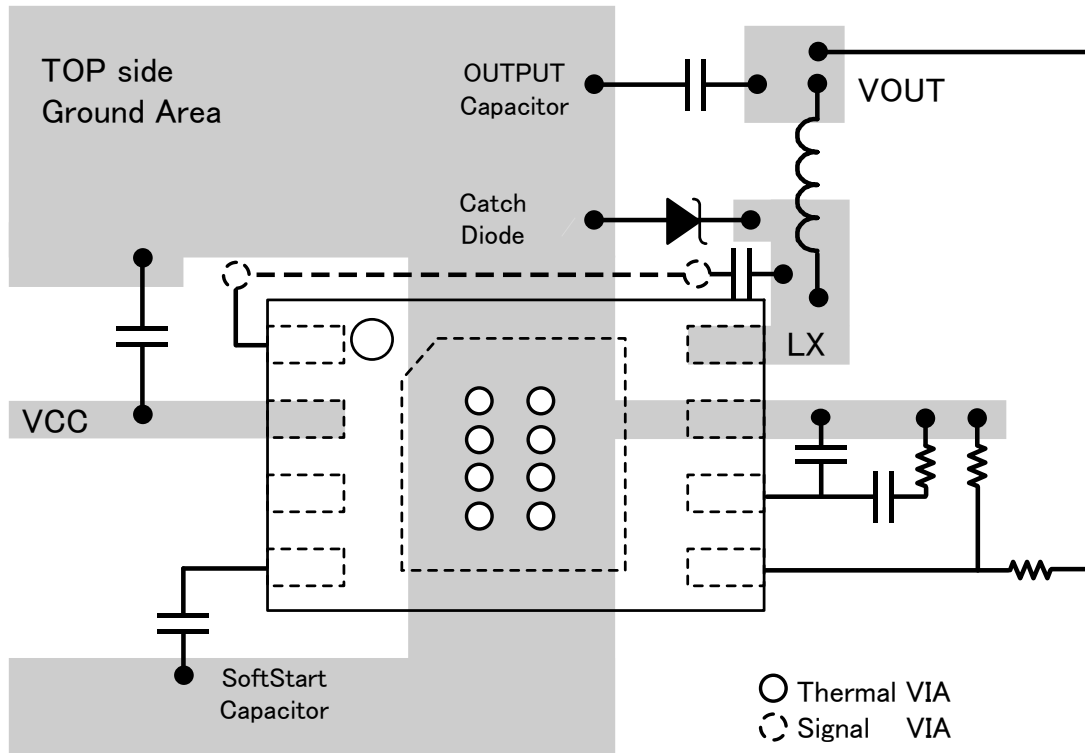 TOP side
Ground Area
OUTPUT
Capacitor
VOUT
Catch
Diode
LX
VCC
SoftStart
Capacitor
Thermal VIA
Signal VIA